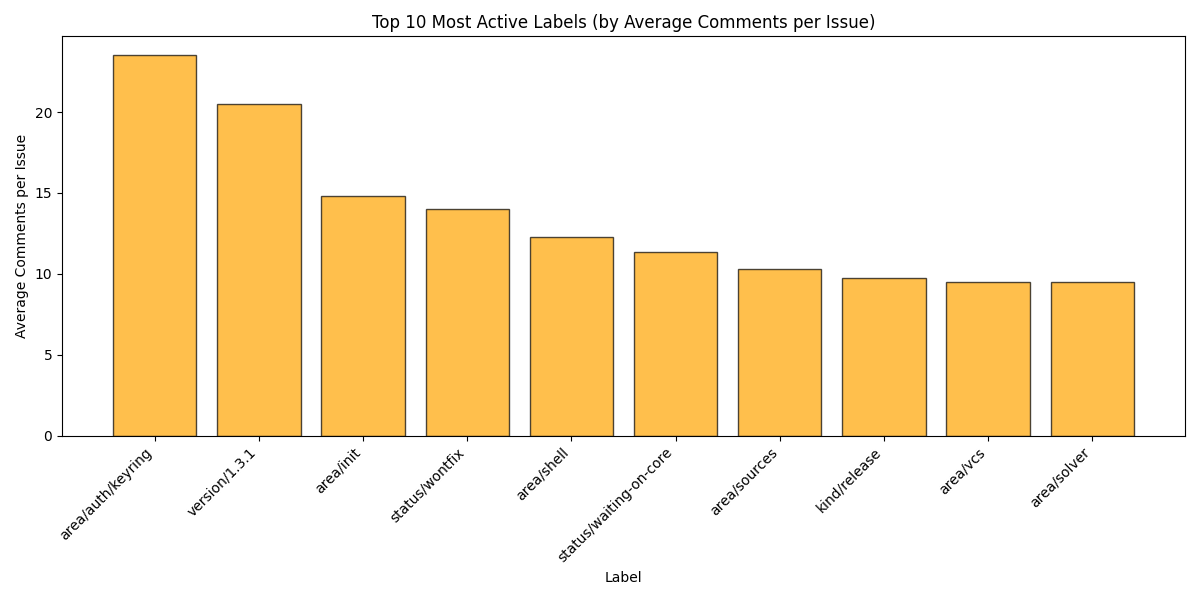 Top 10 Most Active Labels (by Average Comments per Issue)
Average Comments per Issue
20
15
10
5
0
area/auth/keyring
version/1.3.1
area/init
status/wontfix
area/shell
status/waiting-on-core
area/sources
kind/release
area/vcs
area/solver
Label